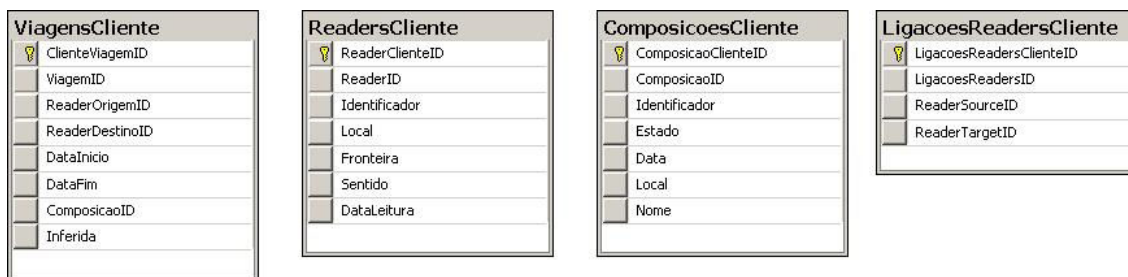 ViagensCliente
ClienteViagemID
ViagemID
ReaderOrigemID
ReaderDestinoID
DataInicio
DataFim
ComposicaoID
Inferida
ReadersCliente
ReaderClienteID
ReaderID
Identificador
Local
Fronteira
Sentido
DataLeitura
ComposicoesCliente
ComposicaoClienteID
ComposicaoID
Identificador
Estado
Data
Local
Nome
LigacoesReadersCliente
LigacoesReadersClienteID
LigacoesReadersID
ReaderSourceID
ReaderTargetID